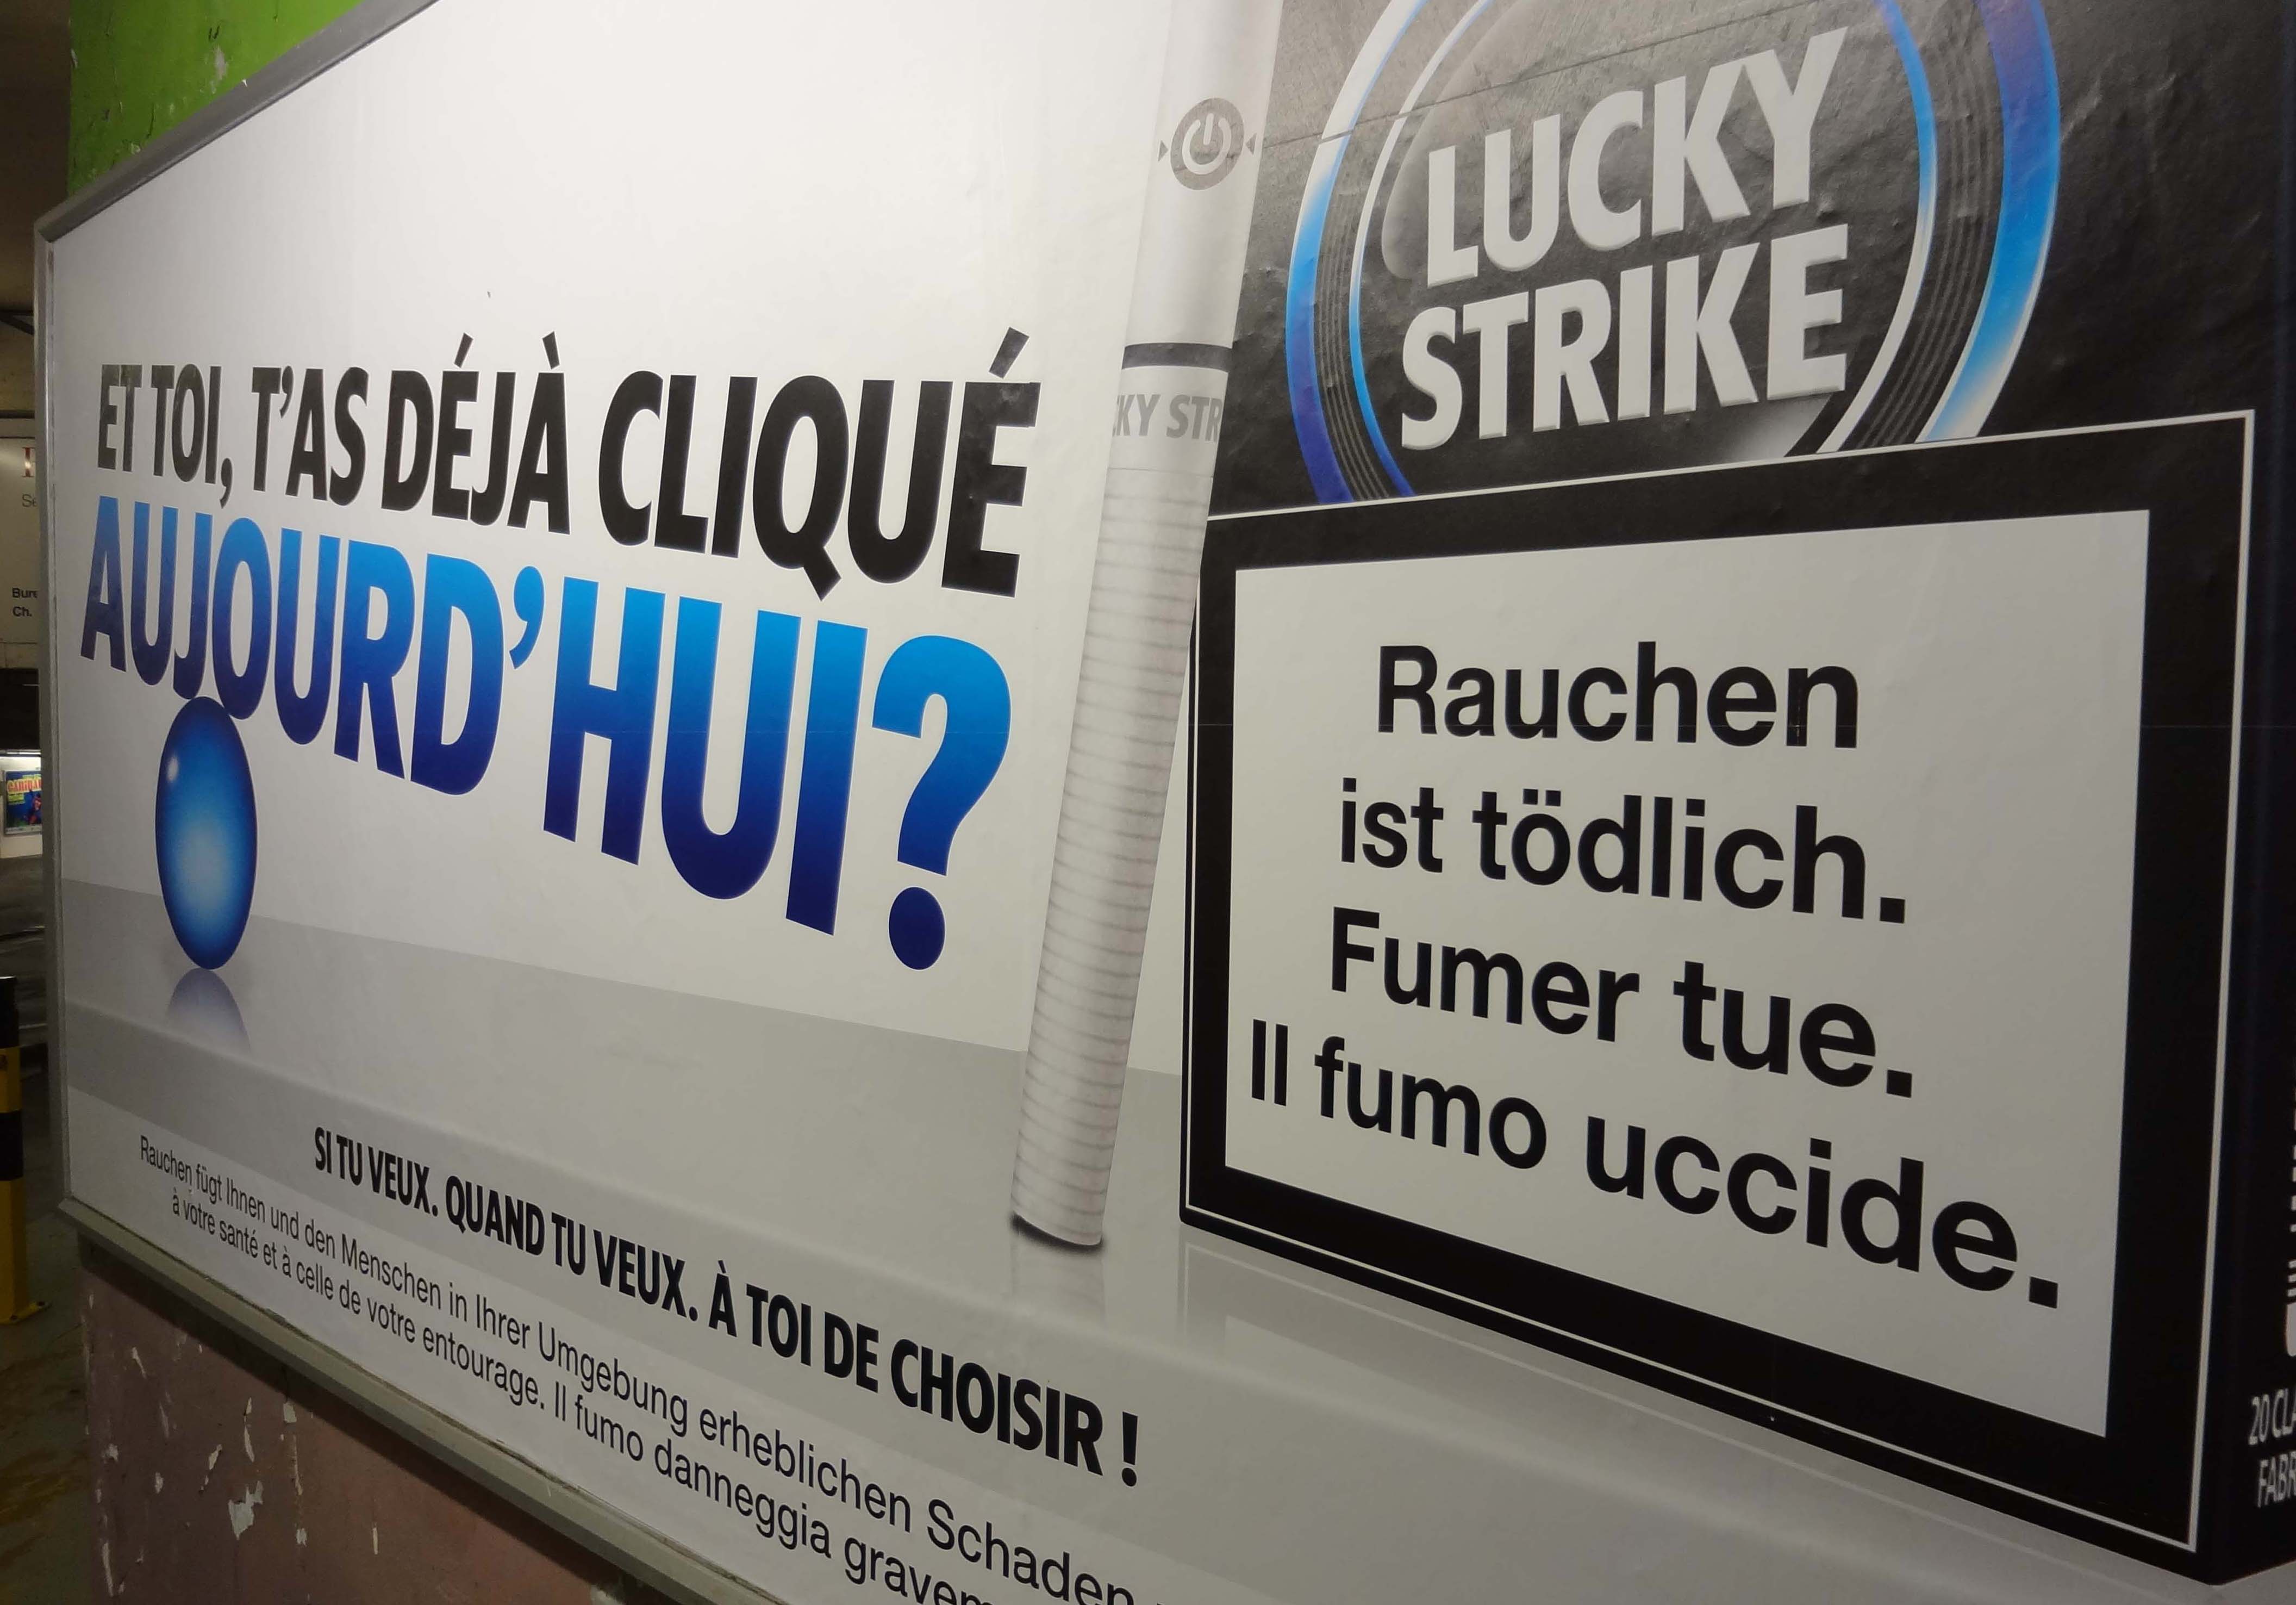 ET TOI, T'AS DÉJÀ CLIQUÉ
AUJOURD'HUI?
LUCKY
STRIKE
Rauchen
ist tödlich.
Fumer tue.
Il fumo uccide.
SI TU VEUX. QUAND TU VEUX. À TOI DE CHOISIR !
Rauchen fügt Ihnen und den Menschen in Ihrer Umgebung erheblichen Schaden
à votre santé et à celle de votre entourage. Il fumo danneggia
20